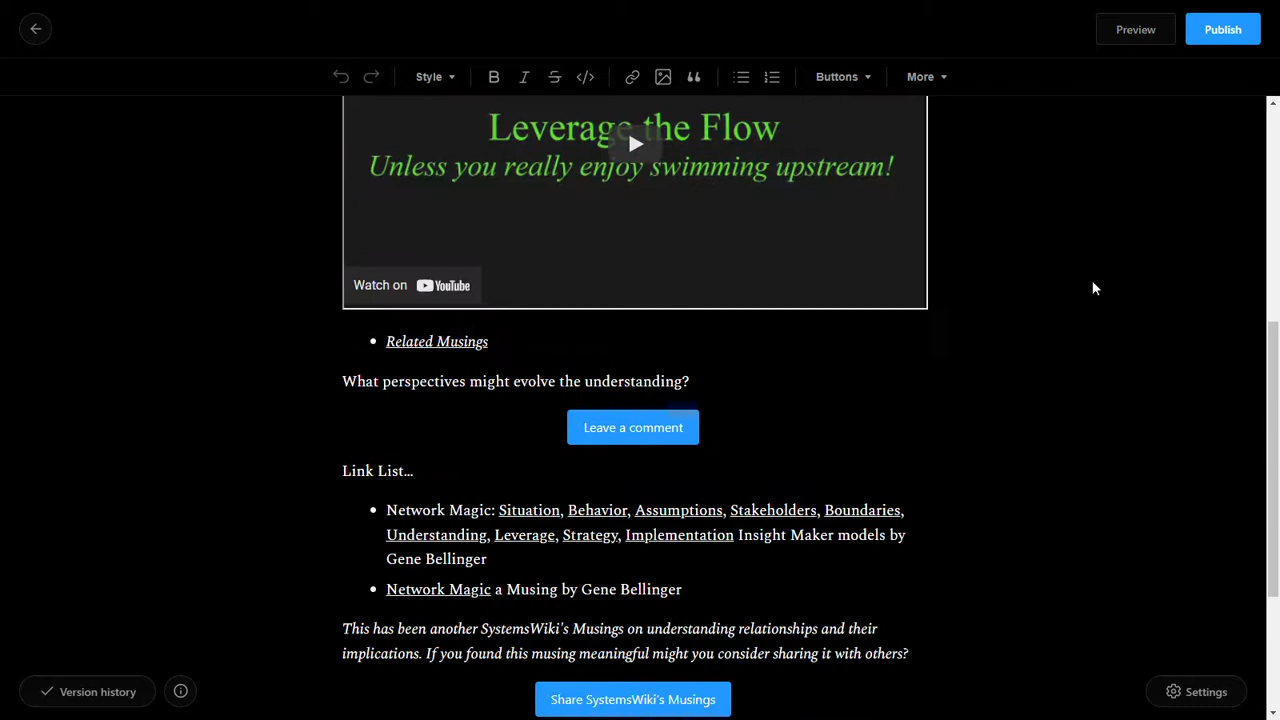 Preview
Publish
Style
Buttons
More
Leverage the Flow
Unless you really enjoy swimming upstream!
Watch on YouTube
Related Musings
What perspectives might evolve the understanding?
Leave a comment
Link List...
Network Magic: Situation, Behavior, Assumptions, Stakeholders, Boundaries,
Understanding, Leverage, Strategy, Implementation Insight Maker models by
Gene Bellinger
Network Magic a Musing by Gene Bellinger
This has been another SystemsWiki's Musings on understanding relationships and their
implications. If you found this musing meaningful might you consider sharing it with others?
Version history
Settings
Share SystemsWiki's Musings